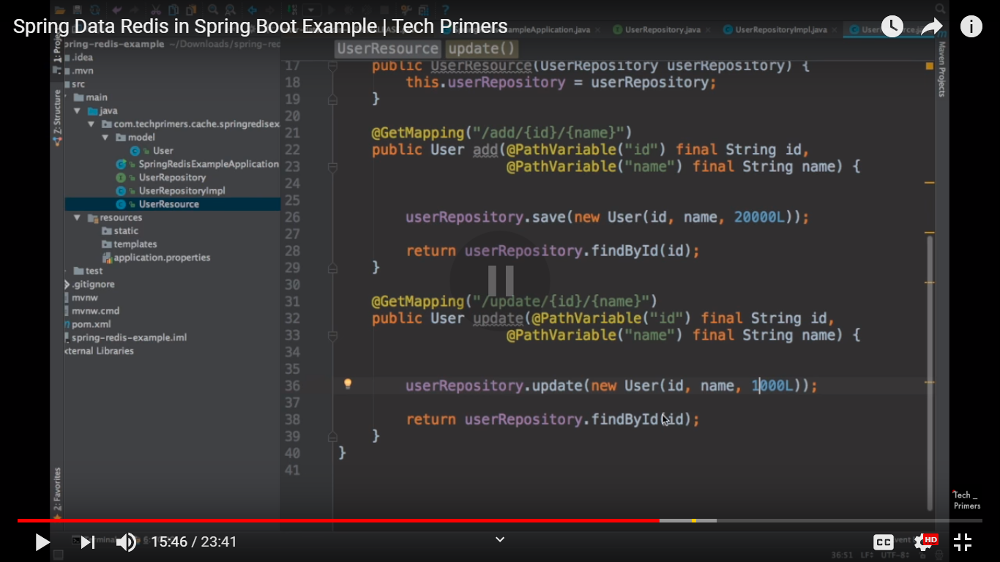 Spring Data Redis in Spring Boot Example | Tech Primers
UserRepository.java
UserRepositoryImpl.java
spring-redis-example ~/Downloads/spring-red
.idea
.mvn
src
main
java
com.techprimers.cache.springredisex
model
User
SpringRedisExampleApplication
UserRepository
UserRepositoryImpl
UserResource
resources
static
templates
application.properties
test
.gitignore
mvnw
mvnw.cmd
pom.xml
spring-redis-example.iml
External Libraries
Z: Structure
2: Favorites
Maven Projects
UserResource update()
17 public UserResource(UserRepository userRepository) {
18 this.userRepository = userRepository;
19 }
20
21 @GetMapping("/add/{id}/{name}")
22 public User add(@PathVariable("id") final String id,
23 @PathVariable("name") final String name) {
24
25
26 userRepository.save(new User(id, name, 20000L));
27
28 return userRepository.findById(id);
29 }
30
31 @GetMapping("/update/{id}/{name}")
32 public User update(@PathVariable("id") final String id,
33 @PathVariable("name") final String name) {
34
35
36 userRepository.update(new User(id, name, 1000L));
37
38 return userRepository.findById(id);
39 }
40 }
41
Tech _
Primers
15:46 / 23:41
CC
HD
36:51 LF÷ UTF-8÷